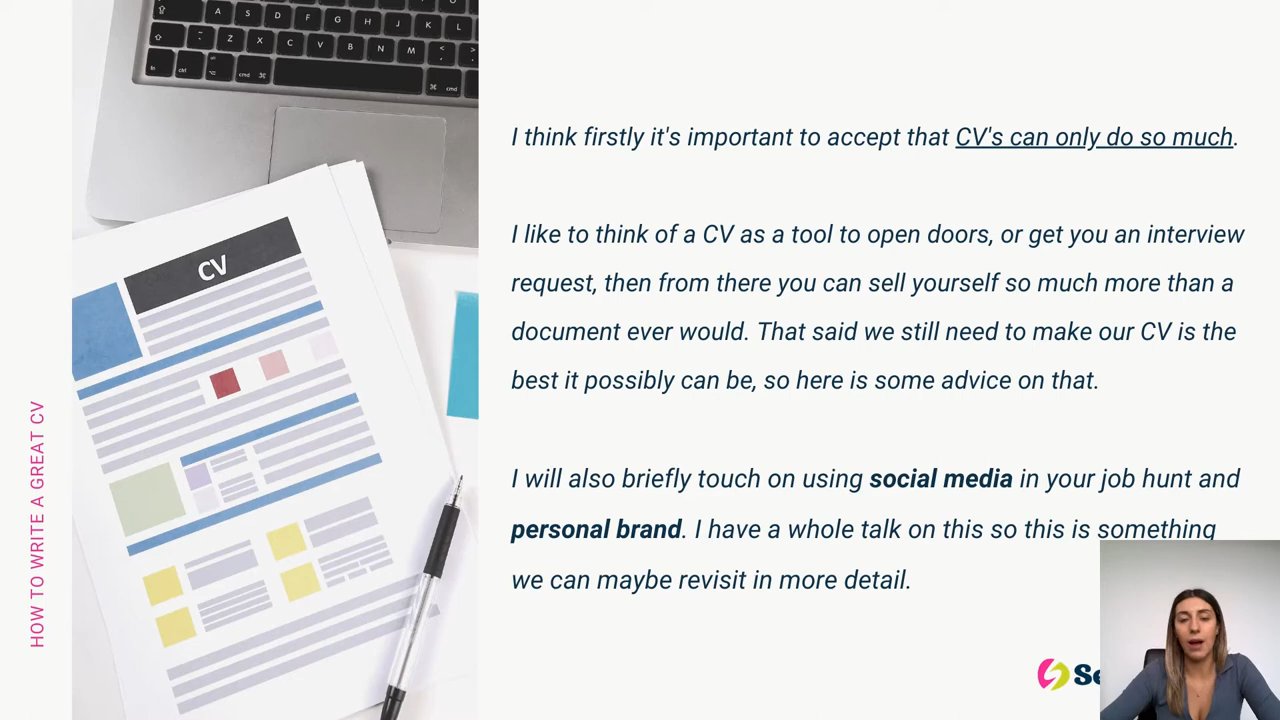 I think firstly it's important to accept that CV's can only do so much.
I like to think of a CV as a tool to open doors, or get you an interview
request, then from there you can sell yourself so much more than a
document ever would. That said we still need to make our CV is the
best it possibly can be, so here is some advice on that.
I will also briefly touch on using social media in your job hunt and
personal brand. I have a whole talk on this so this is something
we can maybe revisit in more detail.
HOW TO WRITE A GREAT CV
CV
A S D F G H J K L
Z X C V B N M < >
fn ctrl cmd ⌘ ⌘ cmd